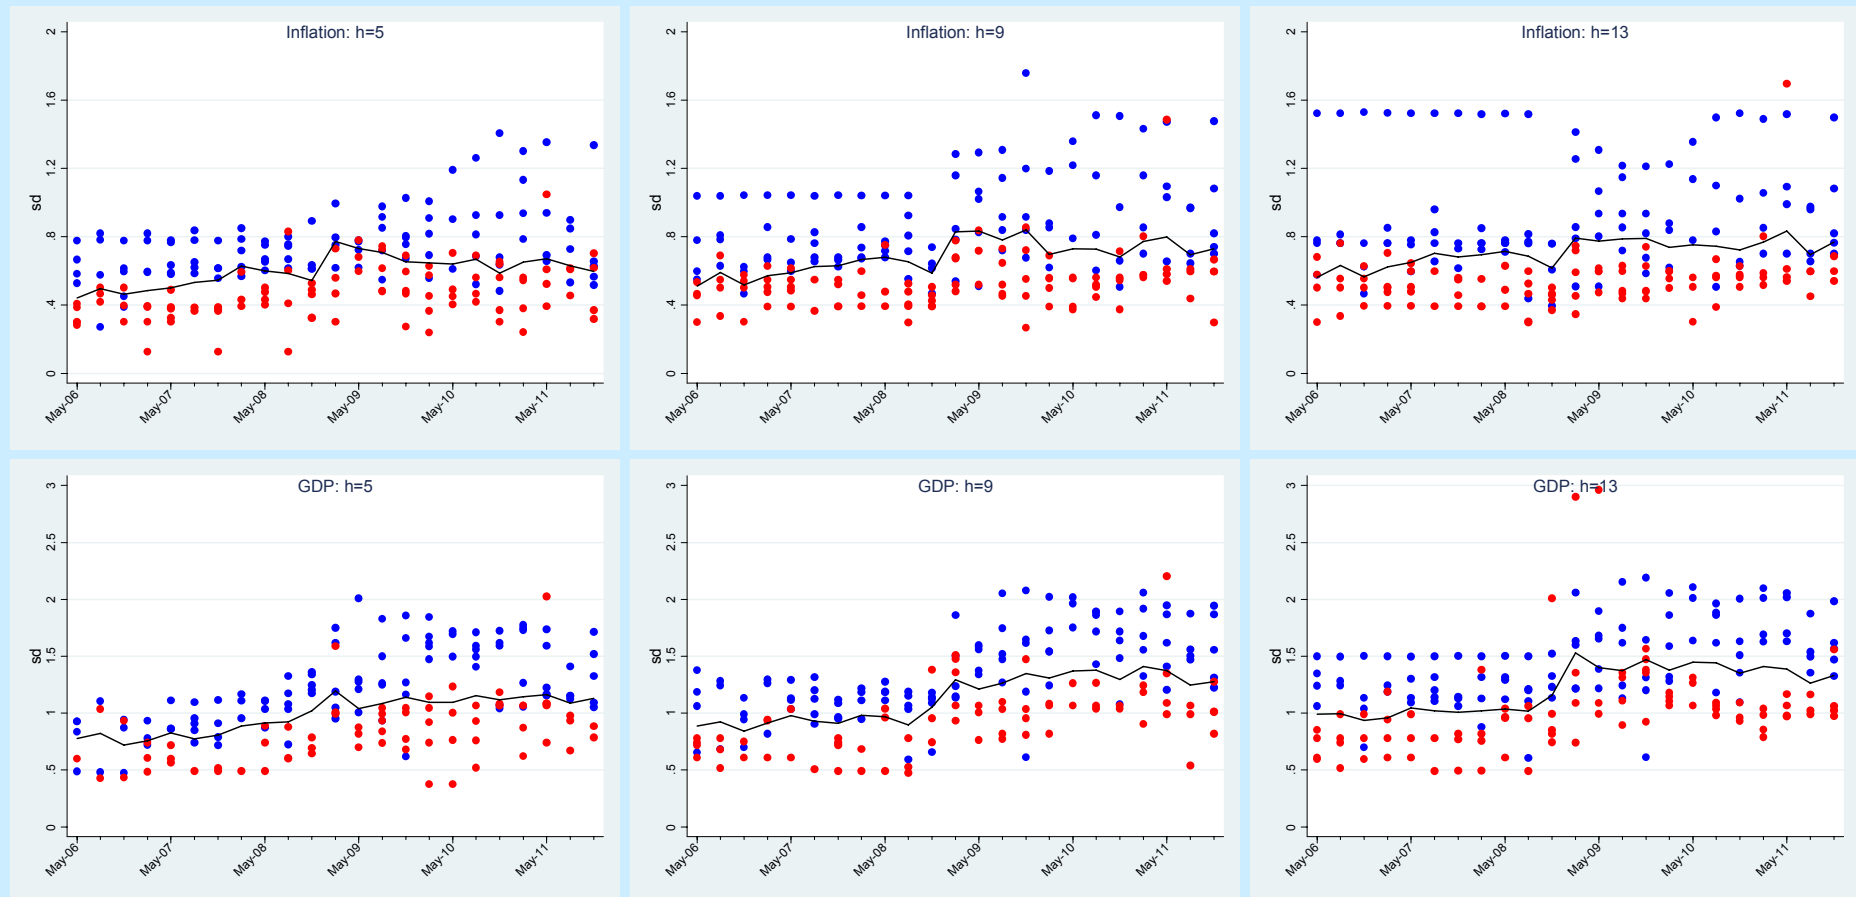 Inflation: h=5
sd
2
1.6
1.2
.8
.4
0
May-06
May-07
May-08
May-09
May-10
May-11
Inflation: h=9
sd
2
1.6
1.2
.8
.4
0
May-06
May-07
May-08
May-09
May-10
May-11
Inflation: h=13
sd
2
1.6
1.2
.8
.4
0
May-06
May-07
May-08
May-09
May-10
May-11
GDP: h=5
sd
3
2.5
2
1.5
1
.5
0
May-06
May-07
May-08
May-09
May-10
May-11
GDP: h=9
sd
3
2.5
2
1.5
1
.5
0
May-06
May-07
May-08
May-09
May-10
May-11
GDP: h=13
sd
3
2.5
2
1.5
1
.5
0
May-06
May-07
May-08
May-09
May-10
May-11